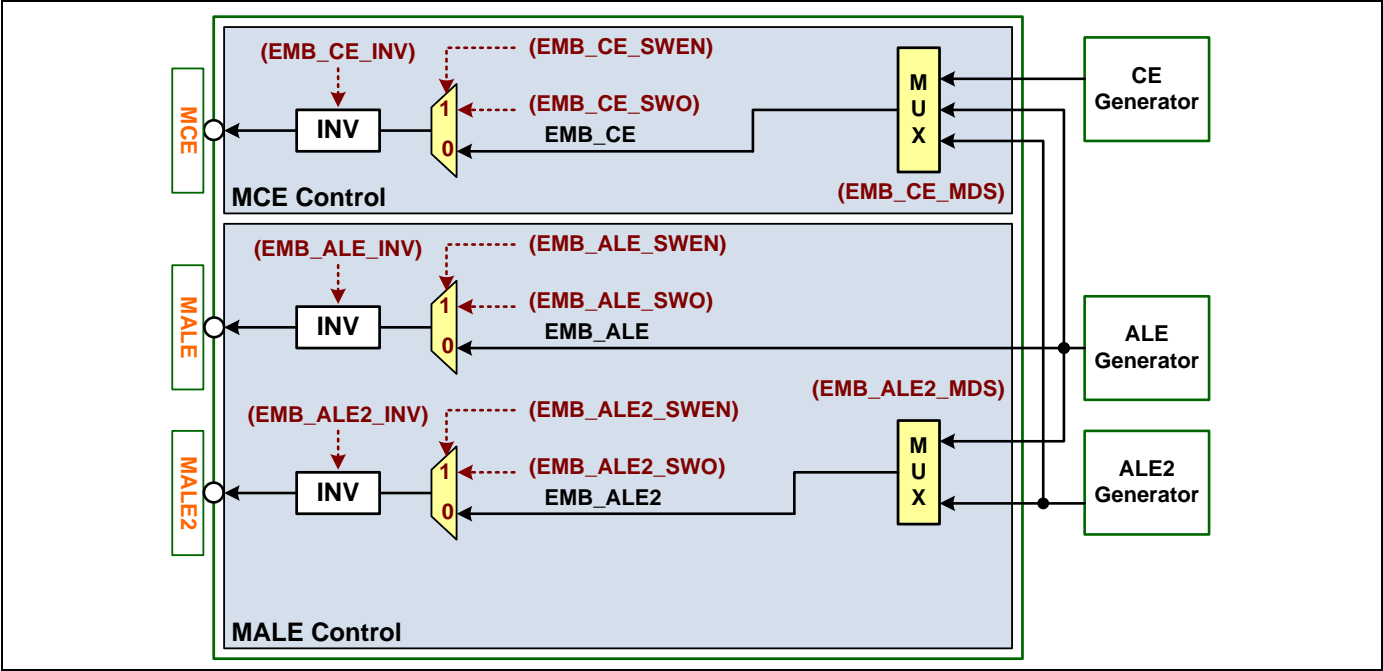 (EMB_CE_INV)
(EMB_CE_SWEN)
(EMB_CE_SWO)
EMB_CE
1
0
INV
MCE
M
U
X
(EMB_CE_MDS)
CE
Generator
MCE Control
(EMB_ALE_INV)
(EMB_ALE_SWEN)
(EMB_ALE_SWO)
EMB_ALE
1
0
INV
MALE
ALE
Generator
(EMB_ALE2_MDS)
(EMB_ALE2_INV)
(EMB_ALE2_SWEN)
(EMB_ALE2_SWO)
EMB_ALE2
1
0
INV
MALE2
M
U
X
ALE2
Generator
MALE Control